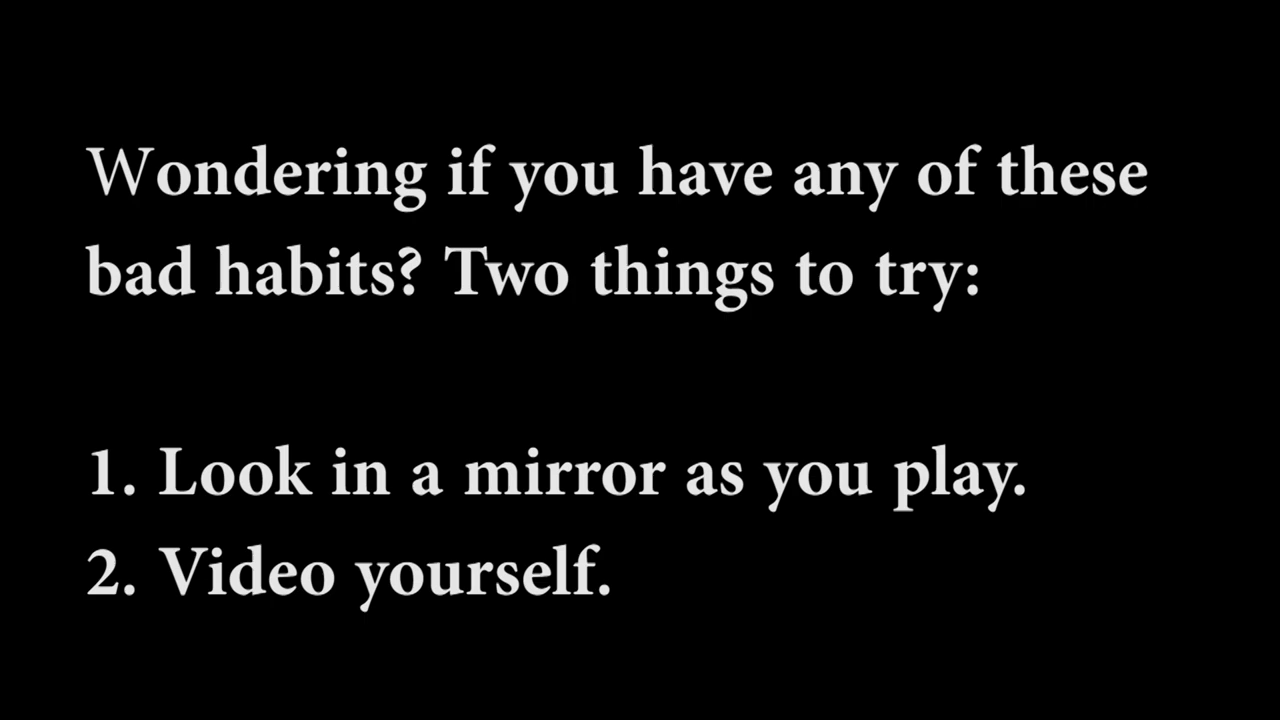 Wondering if you have any of these
bad habits? Two things to try:
1. Look in a mirror as you play.
2. Video yourself.